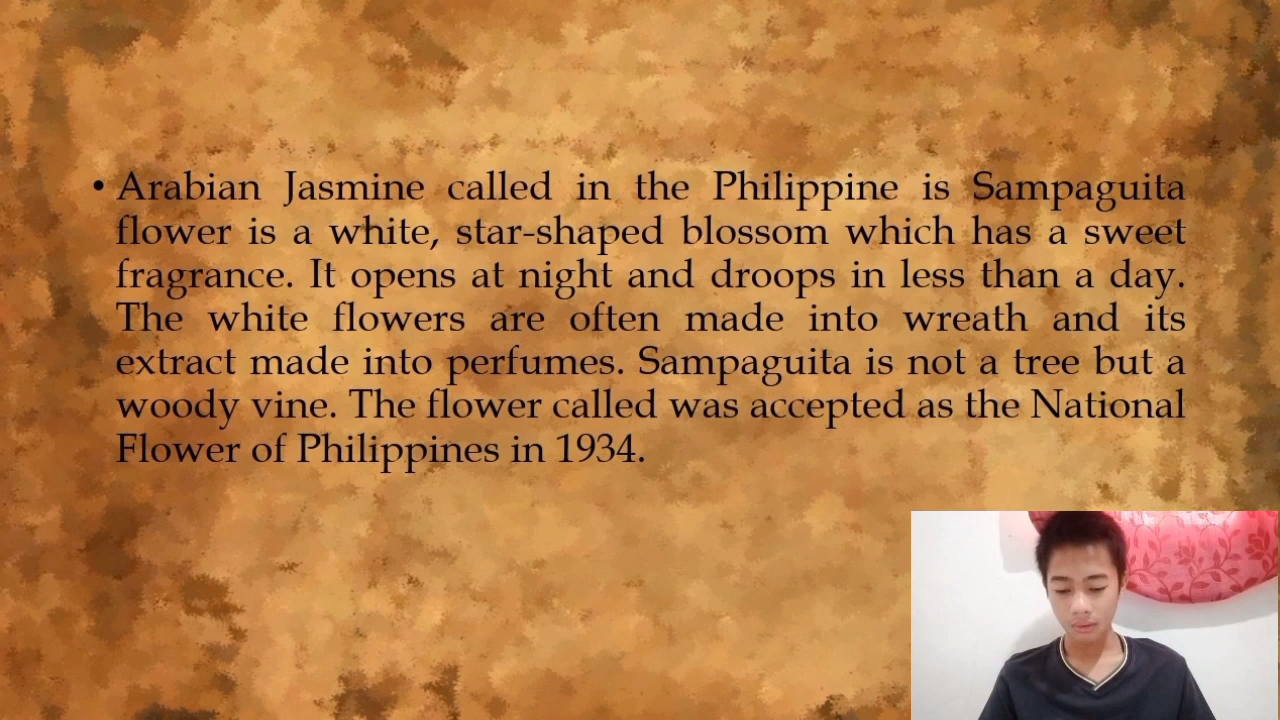 • Arabian Jasmine called in the Philippine is Sampaguita
flower is a white, star-shaped blossom which has a sweet
fragrance. It opens at night and droops in less than a day.
The white flowers are often made into wreath and its
extract made into perfumes. Sampaguita is not a tree but a
woody vine. The flower called was accepted as the National
Flower of Philippines in 1934.